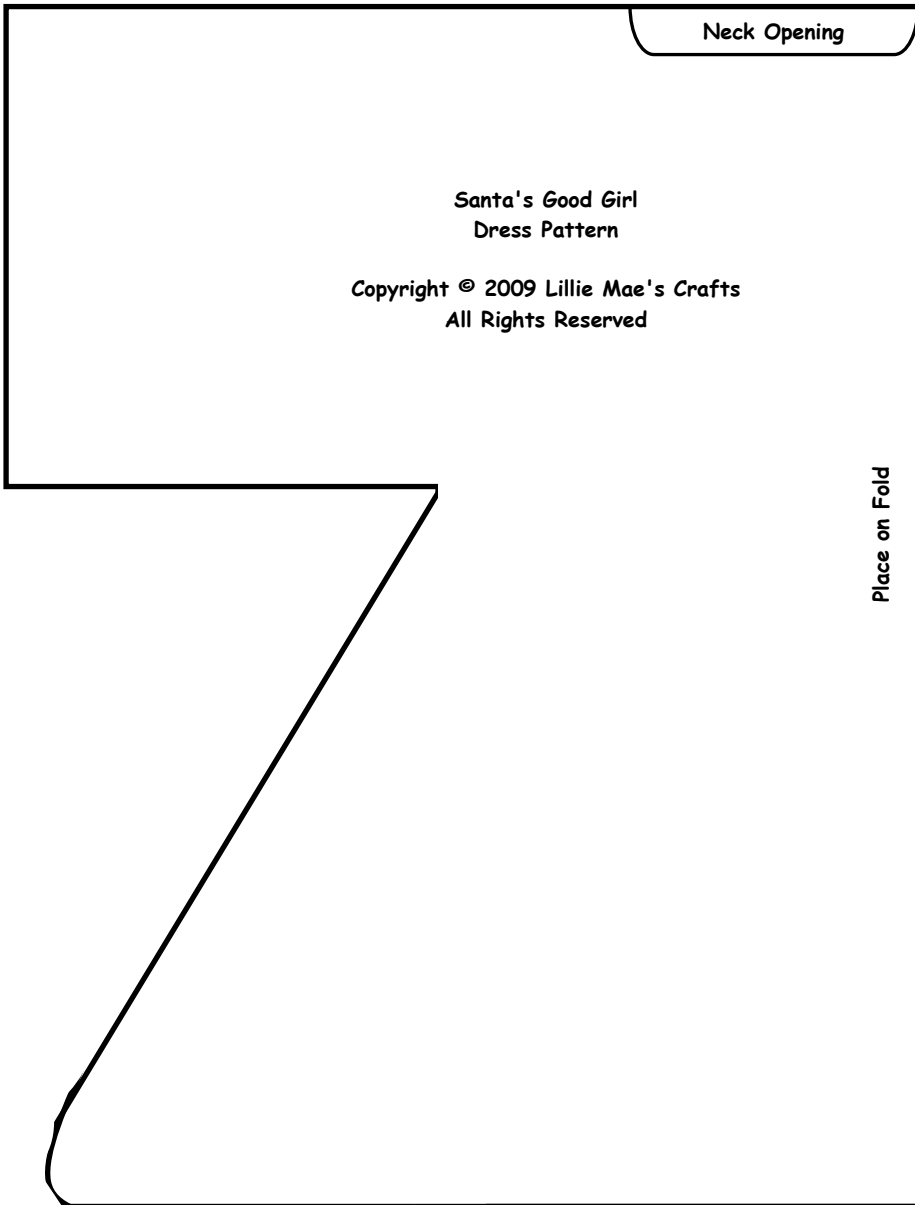 Neck Opening
Santa's Good Girl
Dress Pattern
Copyright © 2009 Lillie Mae's Crafts
All Rights Reserved
Place on Fold